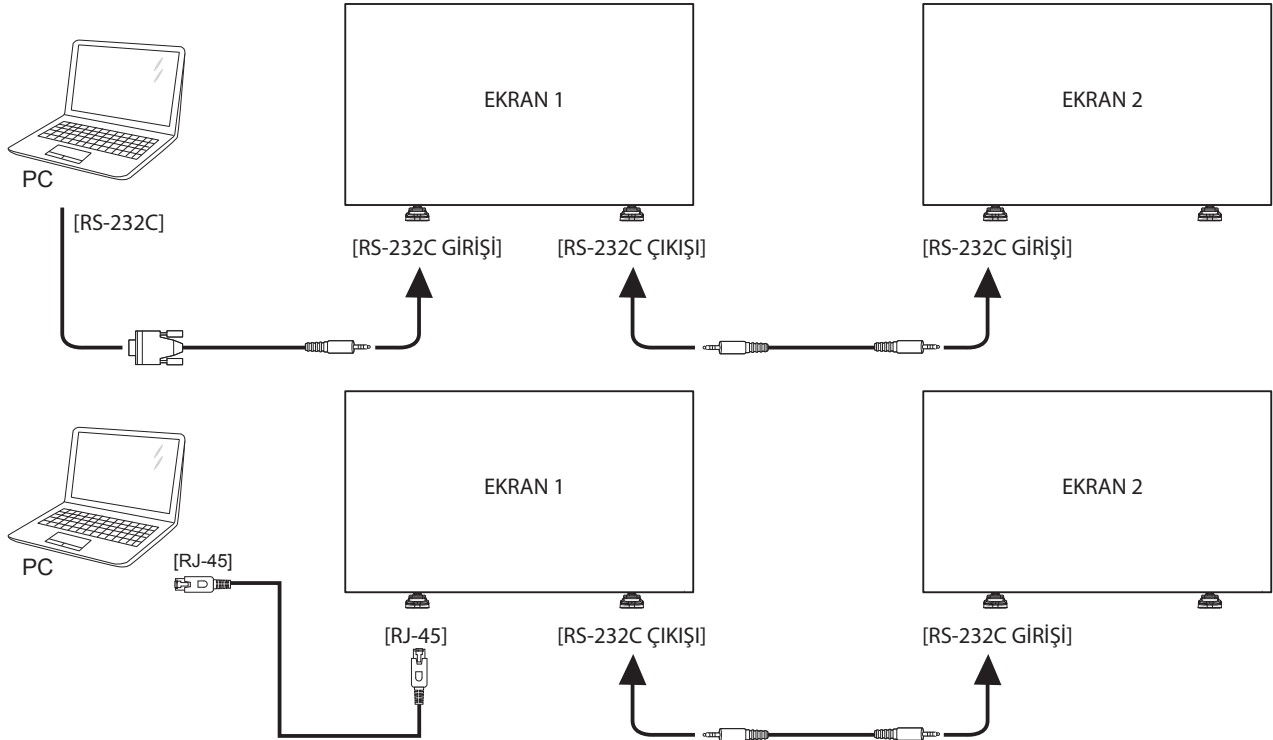 EKRAN 1
EKRAN 2
PC
[RS-232C]
[RS-232C GİRİŞİ]
[RS-232C ÇIKIŞI]
[RS-232C GİRİŞİ]
EKRAN 1
EKRAN 2
PC
[RJ-45]
[RJ-45]
[RS-232C ÇIKIŞI]
[RS-232C GİRİŞİ]